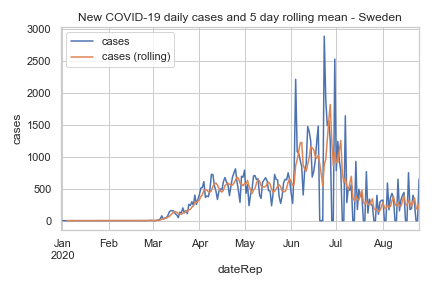 New COVID-19 daily cases and 5 day rolling mean - Sweden
cases
cases (rolling)
3000
2500
2000
1500
1000
500
0
cases
Jan Feb Mar Apr May Jun Jul Aug
2020
dateRep